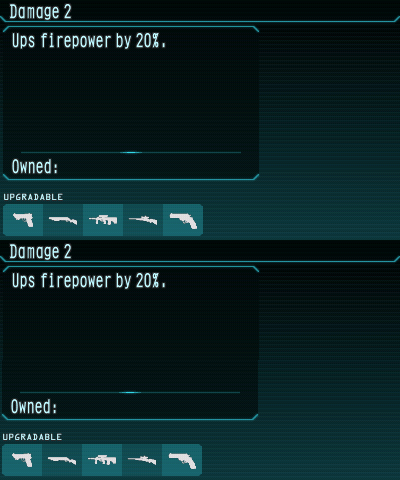 Damage 2
Ups firepower by 20%.
Owned:
UPGRADABLE
Damage 2
Ups firepower by 20%.
Owned:
UPGRADABLE